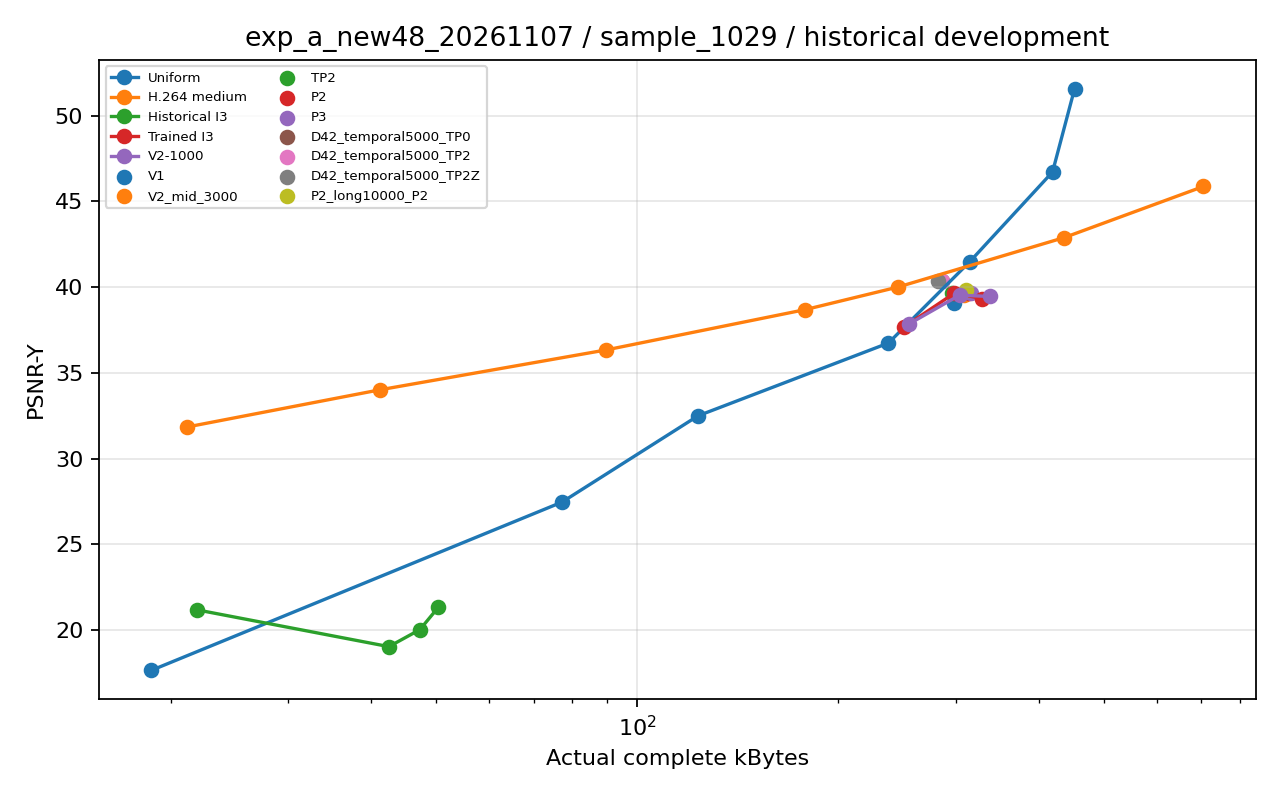 exp_a_new48_20261107 / sample_1029 / historical development
Uniform
H.264 medium
Historical I3
Trained I3
V2-1000
V1
V2_mid_3000
TP2
P2
P3
D42_temporal5000_TP0
D42_temporal5000_TP2
D42_temporal5000_TP2Z
P2_long10000_P2
PSNR-Y
50
45
40
35
30
25
20
10²
Actual complete kBytes